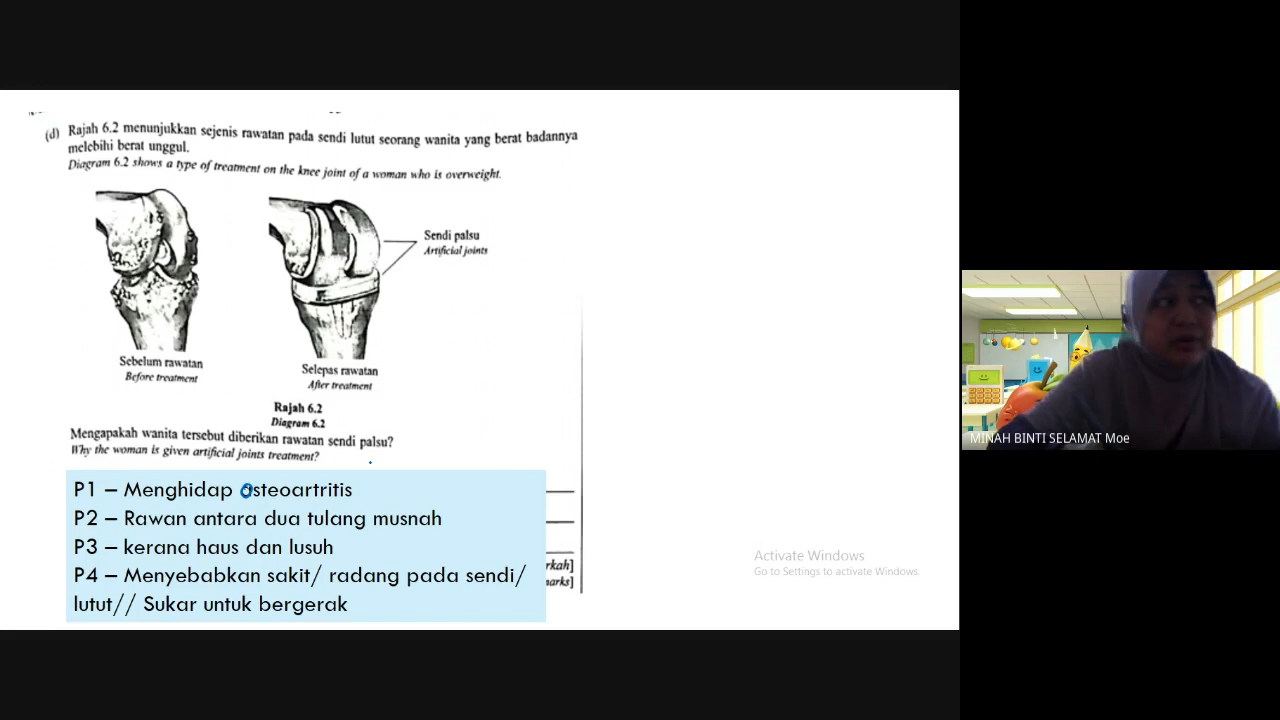 (d) Rajah 6.2 menunjukkan sejenis rawatan pada sendi lutut seorang wanita yang berat badannya
melebihi berat unggul.
Diagram 6.2 shows a type of treatment on the knee joint of a woman who is overweight.
Sendi palsu
Artificial joints
Sebelum rawatan
Before treatment
Selepas rawatan
After treatment
Rajah 6.2
Diagram 6.2
Mengapakah wanita tersebut diberikan rawatan sendi palsu?
Why the woman is given artificial joints treatment?
P1 – Menghidap osteoartritis
P2 – Rawan antara dua tulang musnah
P3 – kerana haus dan lusuh
P4 – Menyebabkan sakit/ radang pada sendi/
lutut// Sukar untuk bergerak
rkah]
arks]
Activate Windows
Go to Settings to activate Windows.
MINAH BINTI SELAMAT Moe